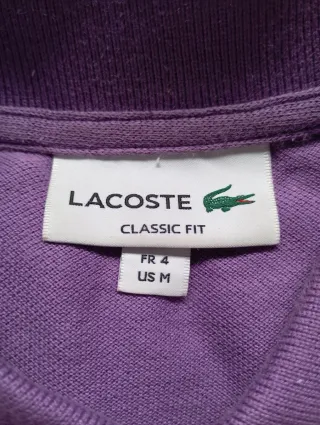 LACOSTE
CLASSIC FIT
FR 4
US M